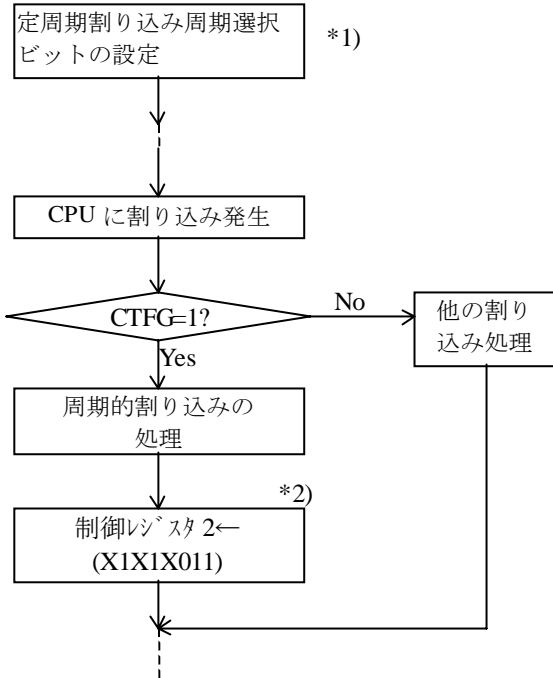 定周期割り込み周期選択
ビットの設定
*1)
CPU に割り込み発生
CTFG=1?
No
他の割り
込み処理
Yes
周期的割り込みの
処理
*2)
制御ﾚｼﾞｽﾀ 2←
(X1X1X011)